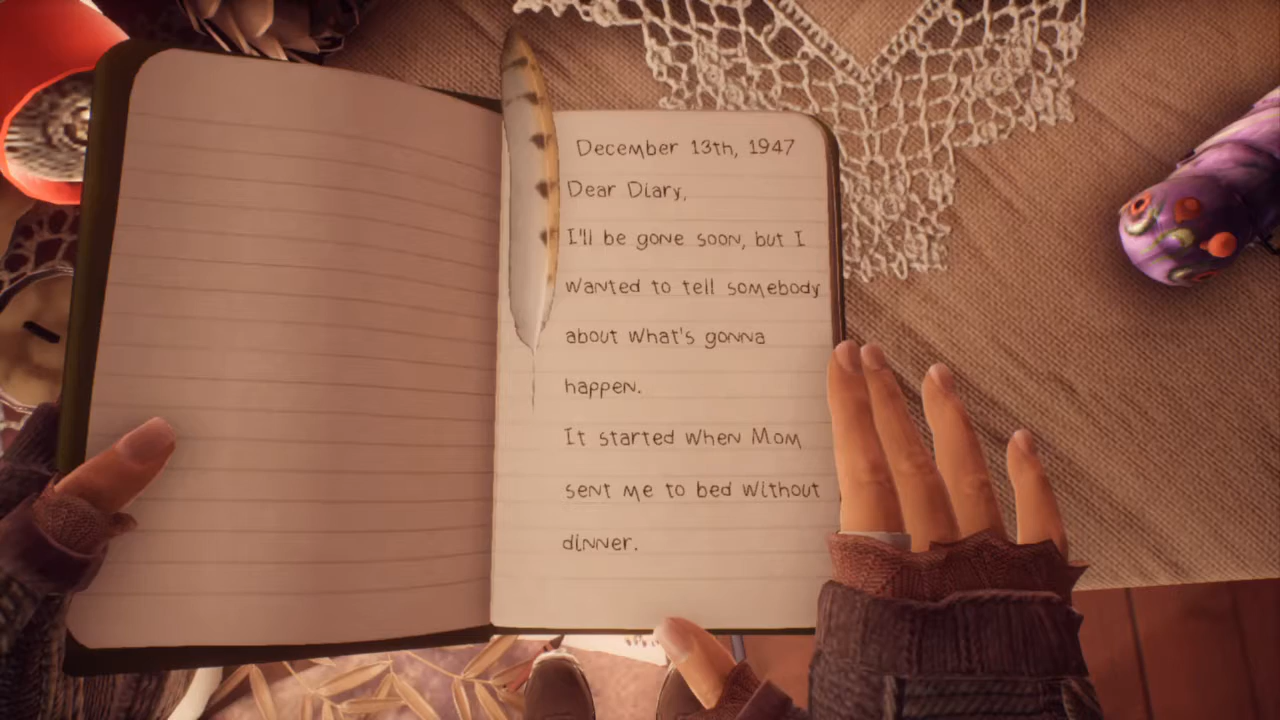 December 13th, 1947
Dear Diary,
I'll be gone soon, but I
wanted to tell somebody
about what's gonna
happen.
It started when Mom
sent me to bed without
dinner.